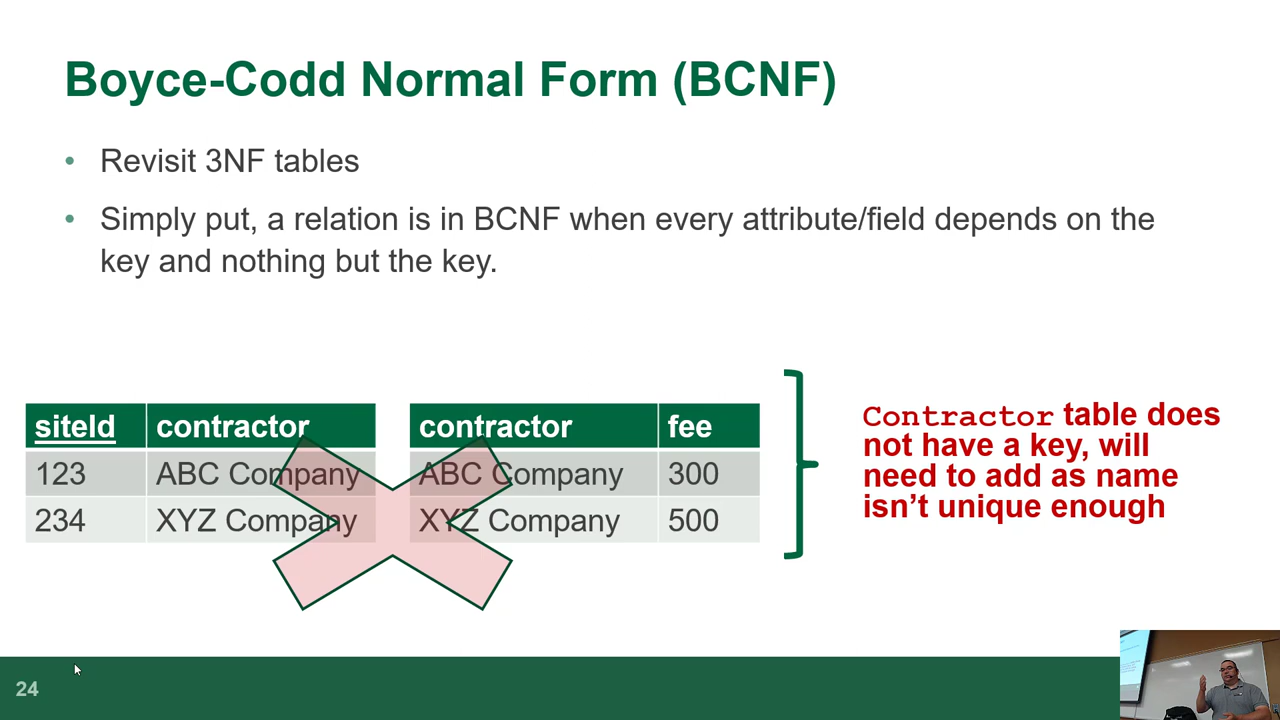 Boyce-Codd Normal Form (BCNF)
• Revisit 3NF tables
• Simply put, a relation is in BCNF when every attribute/field depends on the
key and nothing but the key.
siteId contractor
123 ABC Company
234 XYZ Company
contractor fee
ABC Company 300
XYZ Company 500
Contractor table does
not have a key, will
need to add as name
isn't unique enough
24